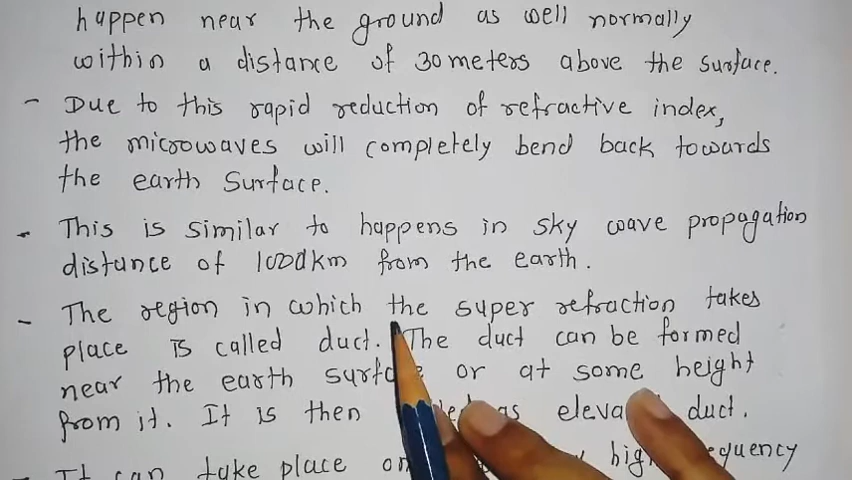 happen near the ground as well normally
within a distance of 30 meters above the surface.
- Due to this rapid reduction of refractive index,
the microwaves will completely bend back towards
the earth surface.
- This is similar to happens in sky wave propagation
distance of 1000km from the earth.
- The region in which the super refraction takes
place is called duct. The duct can be formed
near the earth surface or at some height
from it. It is then as duct.
- It can take place